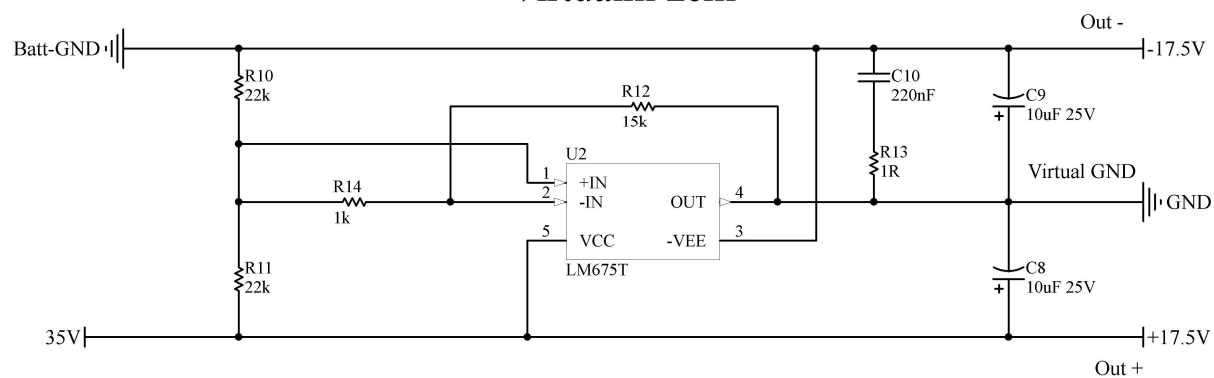 Out -
Batt-GND
-17.5V
R10
22k
C10
220nF
R12
15k
C9
10uF 25V
+
U2
R13
1R
Virtual GND
1
+IN
R14
1k
2
-IN
OUT
4
GND
5
VCC
-VEE
3
LM675T
R11
22k
C8
10uF 25V
+
35V
+17.5V
Out +